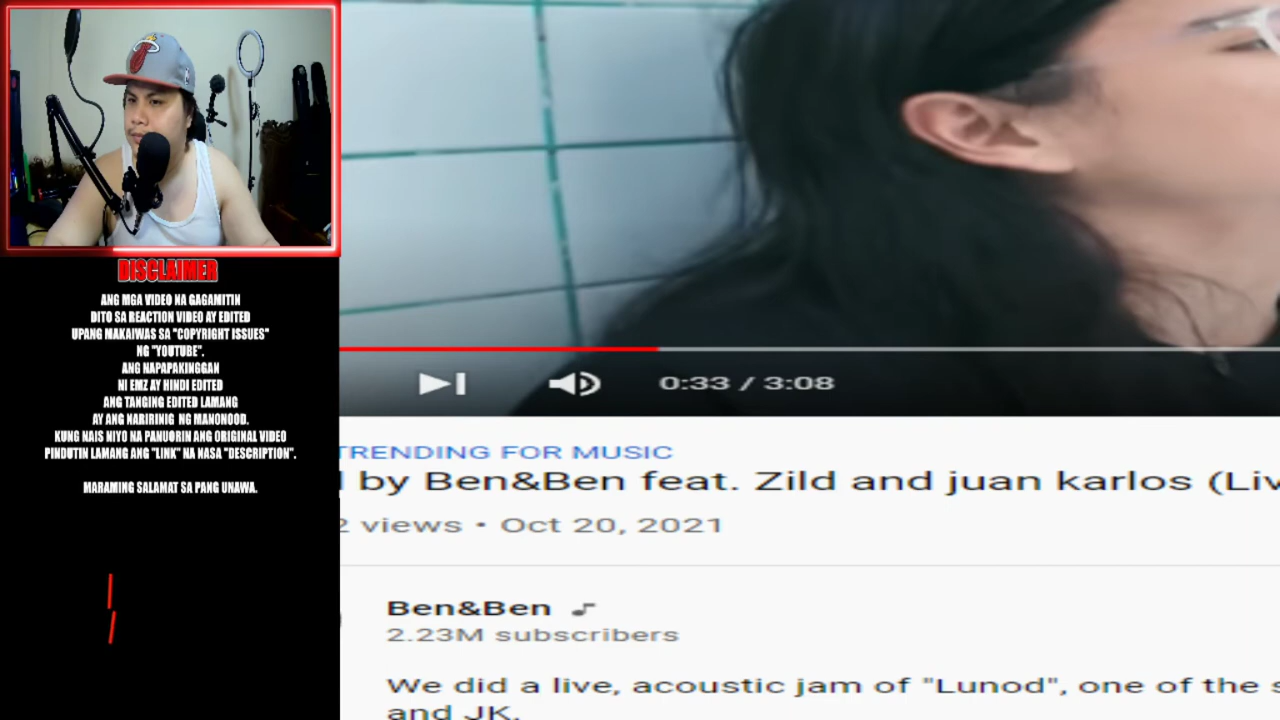 DISCLAIMER
ANG MGA VIDEO NA GAGAMITIN
DITO SA REACTION VIDEO AY EDITED
UPANG MAKAIWAS SA "COPYRIGHT ISSUES"
NG "YOUTUBE".
ANG NAPAPAKINGGAN
NI EMZ AY HINDI EDITED
ANG TANGING EDITED LAMANG
AY ANG NARIRINIG NG MANONOOD.
KUNG NAIS NIYO NA PANUORIN ANG ORIGINAL VIDEO
PINDUTIN LAMANG ANG "LINK" NA NASA "DESCRIPTION".
MARAMING SALAMAT SA PANG UNAWA.
0:33 / 3:08
TRENDING FOR MUSIC
by Ben&Ben feat. Zild and juan karlos (Liv
2 views • Oct 20, 2021
Ben&Ben
2.23M subscribers
We did a live, acoustic jam of "Lunod", one of the s
and JK.